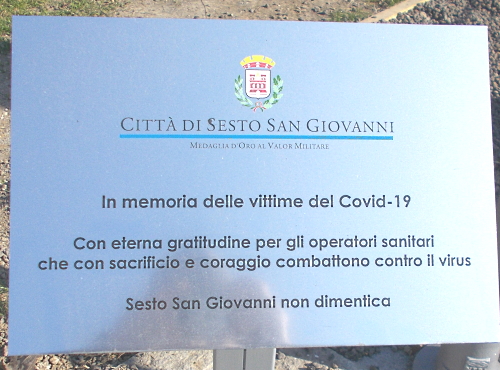 CITTÀ DI SESTO SAN GIOVANNI
MEDAGLIA D'ORO AL VALOR MILITARE
In memoria delle vittime del Covid-19
Con eterna gratitudine per gli operatori sanitari
che con sacrificio e coraggio combattono contro il virus
Sesto San Giovanni non dimentica